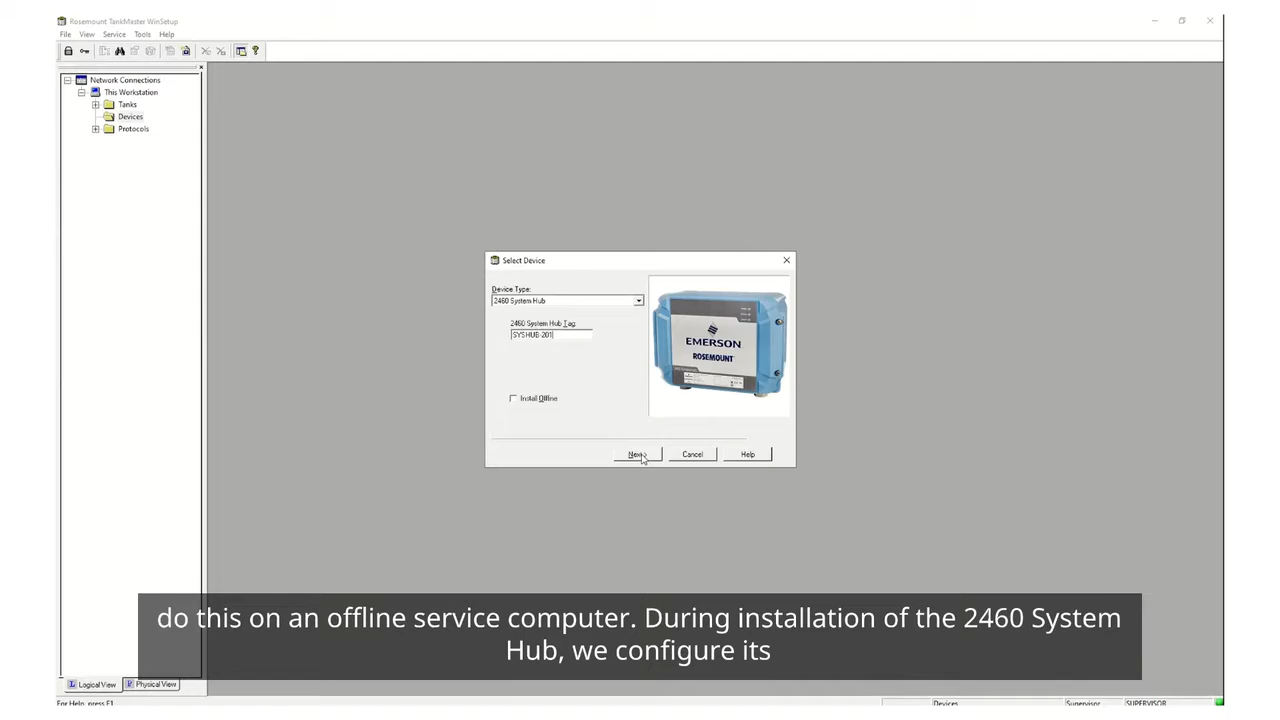 Rosemount TankMaster WinSetup
File View Service Tools Help
Network Connections
This Workstation
Tanks
Devices
Protocols
Select Device
Device Type:
2460 System Hub
2460 System Hub Tag:
SYSHUB-201
Install Offline
EMERSON
ROSEMOUNT
Next > Cancel Help
do this on an offline service computer. During installation of the 2460 System
Hub, we configure its
Logical View Physical View
For Help, press F1 Devices Supervisor SUPERVISOR